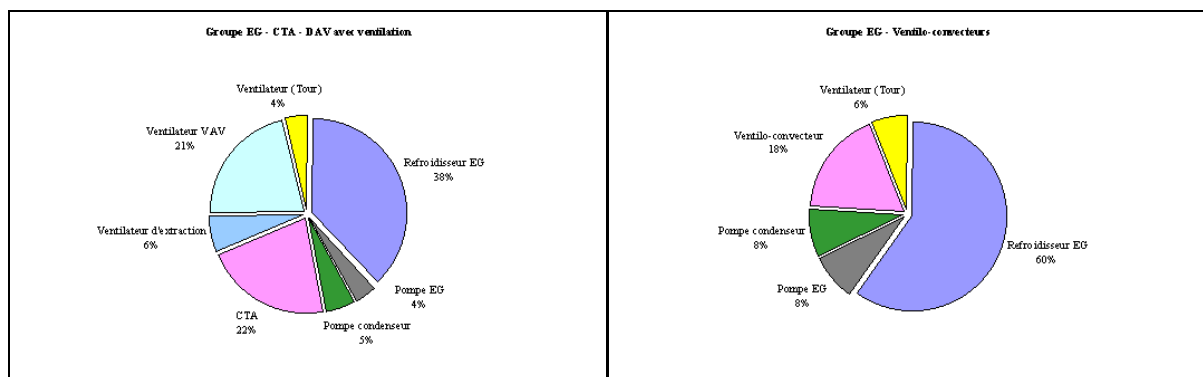 Groupe EG - CTA - DAV avec ventilation
Ventilateur (Tour)
4%
Ventilateur VAV
21%
Refroidisseur EG
38%
Ventilateur d'extraction
6%
Pompe EG
4%
CTA
22%
Pompe condenseur
5%
Groupe EG - Ventilo-convecteurs
Ventilateur (Tour)
6%
Ventilo-convecteur
18%
Pompe condenseur
8%
Refroidisseur EG
60%
Pompe EG
8%